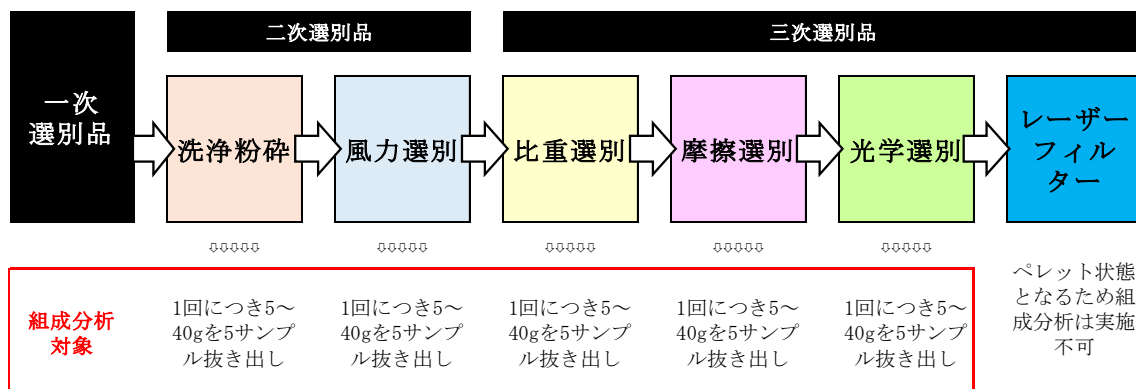 二次選別品
三次選別品
一次
選別品
洗浄粉砕
風力選別
比重選別
摩擦選別
光学選別
レーザー
フィル
ター
⇩⇩⇩⇩⇩
⇩⇩⇩⇩⇩
⇩⇩⇩⇩⇩
⇩⇩⇩⇩⇩
⇩⇩⇩⇩⇩
組成分析
対象
1回につき5～
40gを5サンプ
ル抜き出し
1回につき5～
40gを5サンプ
ル抜き出し
1回につき5～
40gを5サンプ
ル抜き出し
1回につき5～
40gを5サンプ
ル抜き出し
1回につき5～
40gを5サンプ
ル抜き出し
ペレット状態
となるため組
成分析は実施
不可